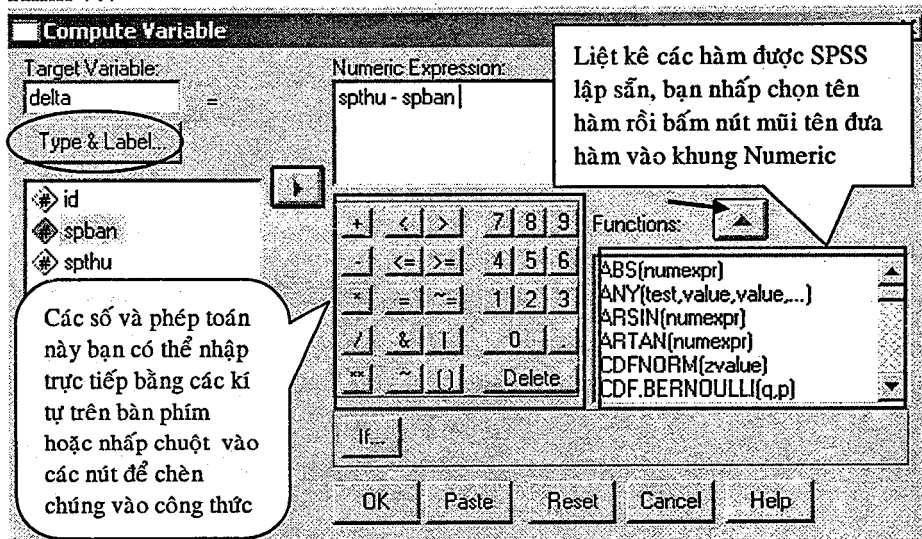 Compute Variable
Target Variable:
delta
=
Type & Label...
id
spban
spthu
Numeric Expression:
spthu - spban
Liệt kê các hàm được SPSS
lập sẵn, bạn nhấp chọn tên
hàm rồi bấm nút mũi tên đưa
hàm vào khung Numeric
+ < > 7 8 9
- <= >= 4 5 6
* = ~= 1 2 3
/ & | 0 .
** ~ () Delete
Functions:
ABS(numexpr)
ANY(test,value,value,...)
ARSIN(numexpr)
ARTAN(numexpr)
CDFNORM(zvalue)
CDF.BERNOULLI(q,p)
Các số và phép toán
này bạn có thể nhập
trực tiếp bằng các kí
tự trên bàn phím
hoặc nhấp chuột vào
các nút để chèn
chúng vào công thức
If...
OK Paste Reset Cancel Help